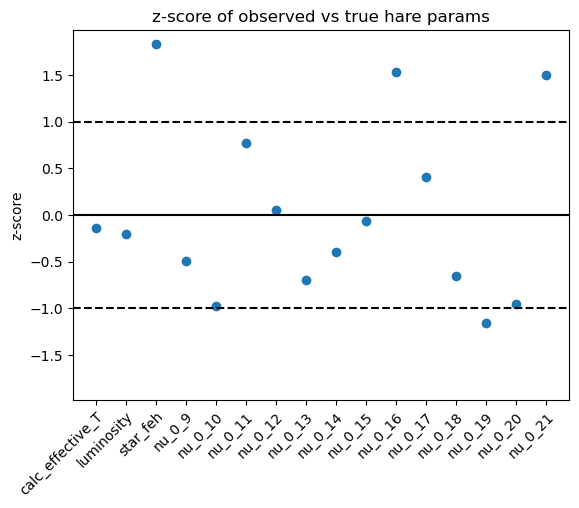 z-score of observed vs true hare params
z-score
1.5
1.0
0.5
0.0
−0.5
−1.0
−1.5
calc_effective_T
luminosity
star_feh
nu_0_9
nu_0_10
nu_0_11
nu_0_12
nu_0_13
nu_0_14
nu_0_15
nu_0_16
nu_0_17
nu_0_18
nu_0_19
nu_0_20
nu_0_21